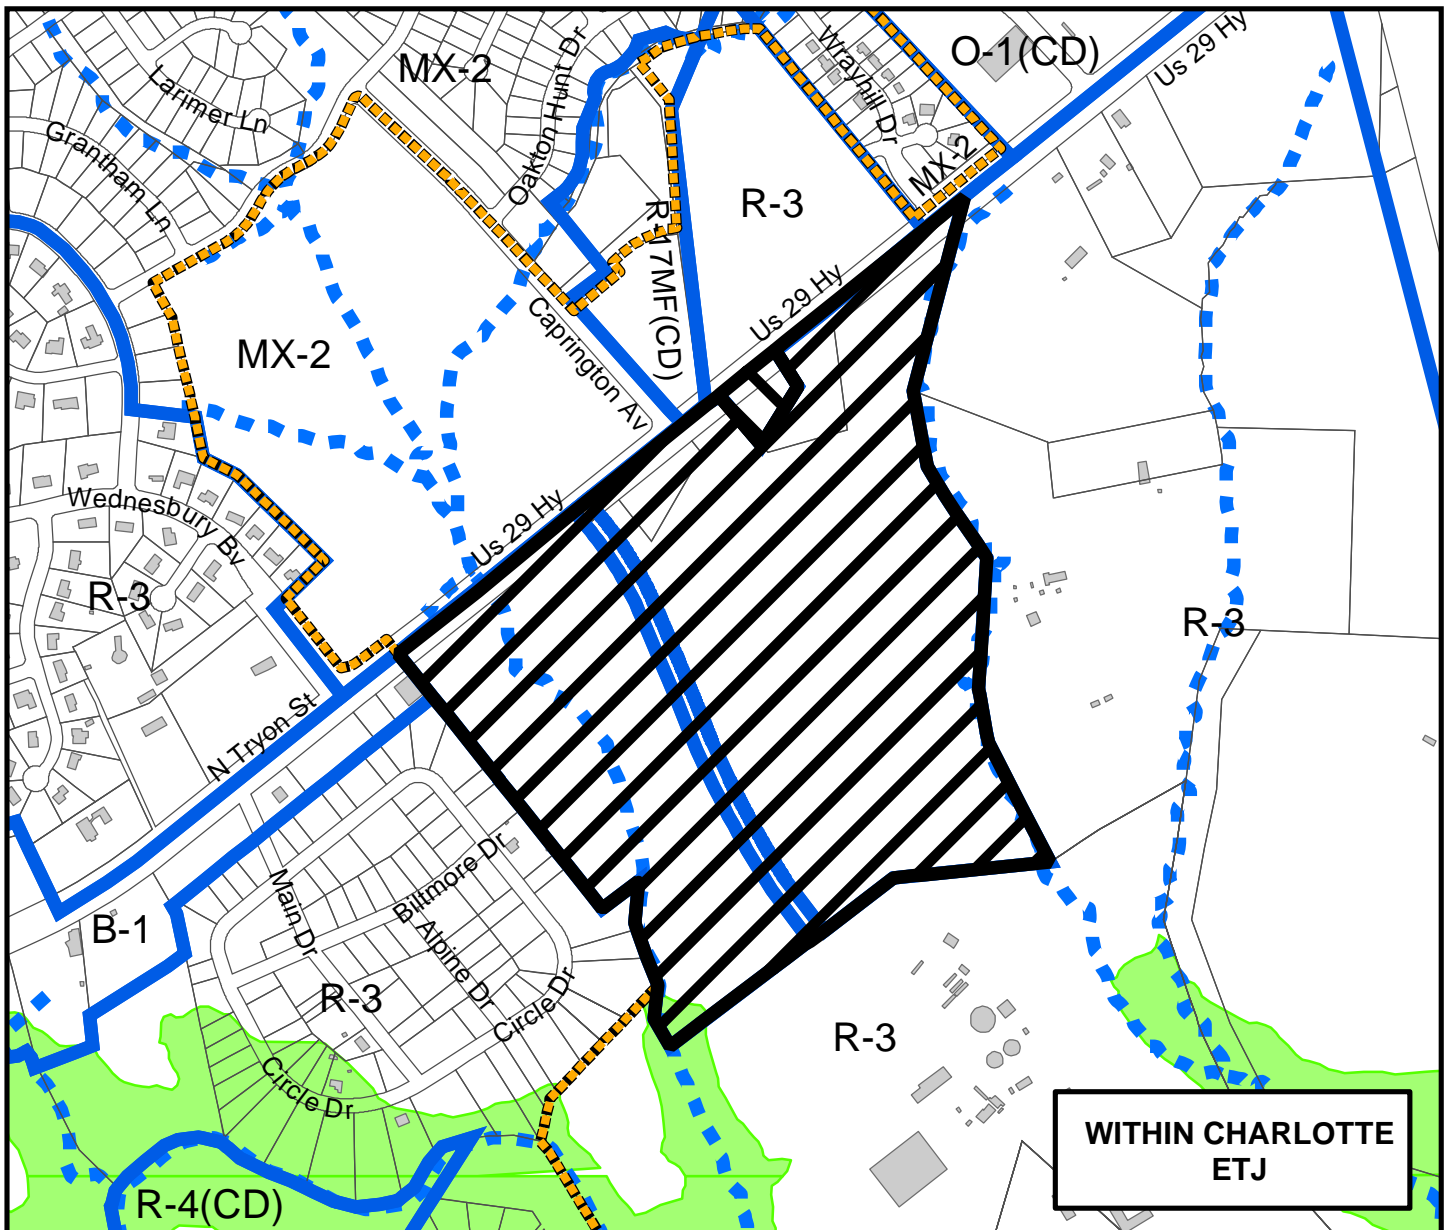 MX-2
Oakton Hunt Dr
Wrayhill Dr
O-1(CD)
Us 29 Hy
Larimer Ln
Grantham Ln
MX-2
R-3
R-17MF(CD)
Us 29 Hy
Caprington Av
MX-2
Wednesbury Bv
Us 29 Hy
R-3
R-3
N Tryon St
Main Dr
Biltmore Dr
Alpine Dr
B-1
R-3
Circle Dr
Circle Dr
R-3
WITHIN CHARLOTTE
ETJ
R-4(CD)